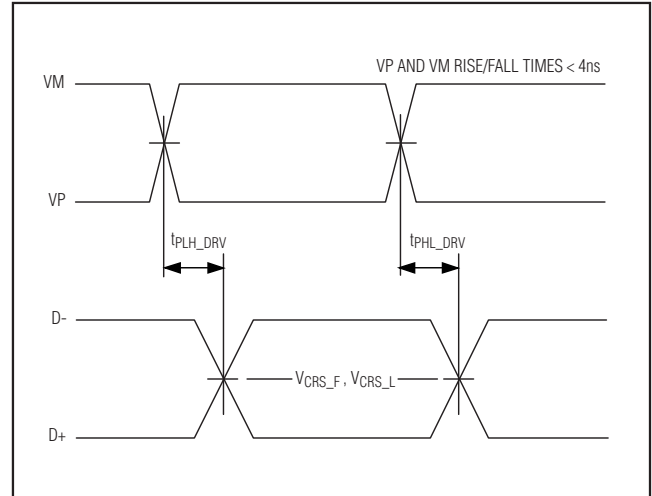 VP AND VM RISE/FALL TIMES < 4ns
VM
VP
tPLH_DRV
tPHL_DRV
D-
VCRS_F , VCRS_L
D+